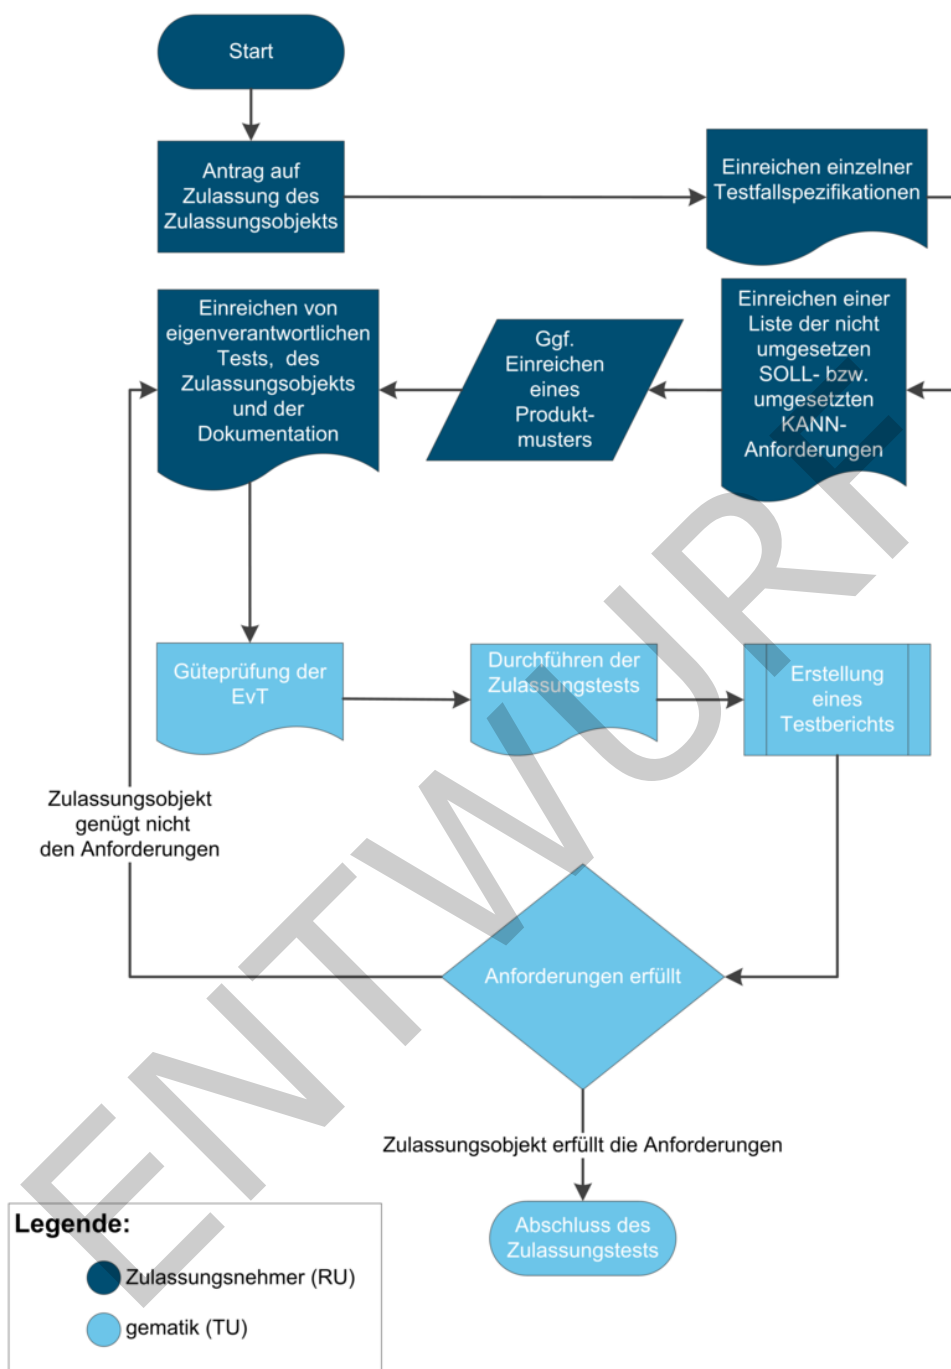 Start
Antrag auf
Zulassung des
Zulassungsobjekts
Einreichen einzelner
Testfallspezifikationen
Einreichen von
eigenverantwortlichen
Tests, des
Zulassungsobjekts
und der
Dokumentation
Ggf.
Einreichen
eines
Produkt-
musters
Einreichen einer
Liste der nicht
umgesetzen
SOLL- bzw.
umgesetzten
KANN-
Anforderungen
Güteprüfung der
EvT
Durchführen der
Zulassungstests
Erstellung
eines
Testberichts
Zulassungsobjekt
genügt nicht
den Anforderungen
Anforderungen erfüllt
Zulassungsobjekt erfüllt die Anforderungen
Abschluss des
Zulassungstests
Legende:
Zulassungsnehmer (RU)
gematik (TU)
ENTWURF